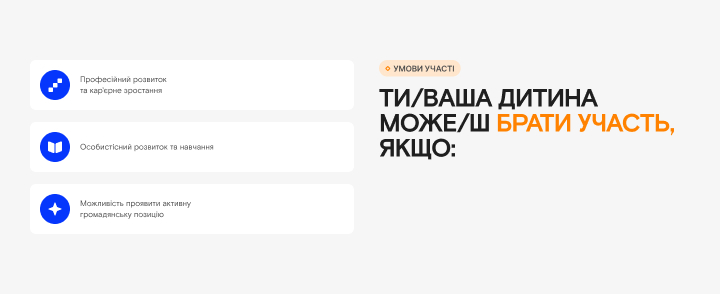 Професійний розвиток
та кар'єрне зростання
Особистісний розвиток та навчання
Можливість проявити активну
громадянську позицію
УМОВИ УЧАСТІ
ТИ/ВАША ДИТИНА
МОЖЕ/Ш БРАТИ УЧАСТЬ,
ЯКЩО: